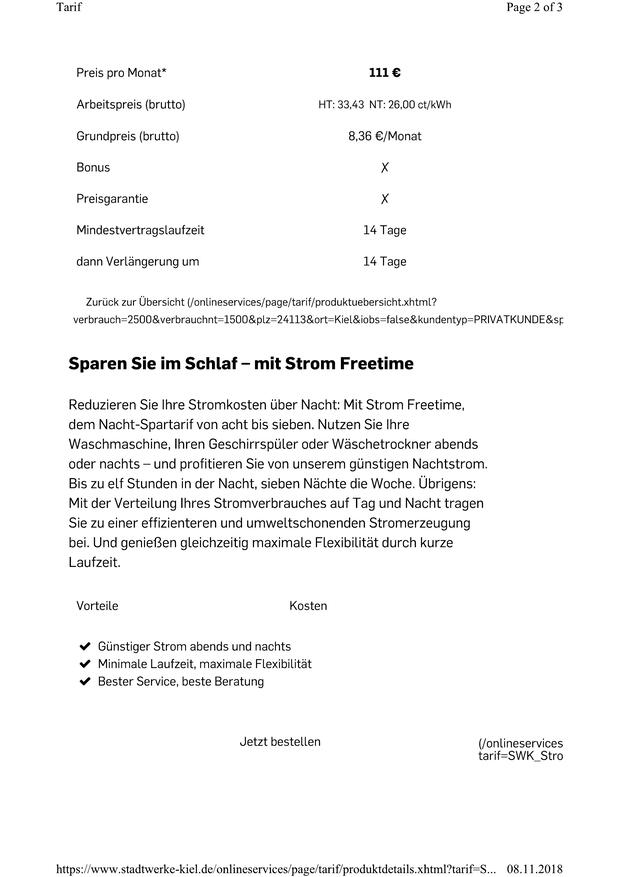 Tarif Page 2 of 3
Preis pro Monat* 111 €
Arbeitspreis (brutto) HT: 33,43 NT: 26,00 ct/kWh
Grundpreis (brutto) 8,36 €/Monat
Bonus ✗
Preisgarantie ✗
Mindestvertragslaufzeit 14 Tage
dann Verlängerung um 14 Tage
Zurück zur Übersicht (/onlineservices/page/tarif/produktuebersicht.xhtml?
verbrauch=2500&verbrauchnt=1500&plz=24113&ort=Kiel&iobs=false&kundentyp=PRIVATKUNDE&sp
Sparen Sie im Schlaf – mit Strom Freetime
Reduzieren Sie Ihre Stromkosten über Nacht: Mit Strom Freetime,
dem Nacht-Spartarif von acht bis sieben. Nutzen Sie Ihre
Waschmaschine, Ihren Geschirrspüler oder Wäschetrockner abends
oder nachts – und profitieren Sie von unserem günstigen Nachtstrom.
Bis zu elf Stunden in der Nacht, sieben Nächte die Woche. Übrigens:
Mit der Verteilung Ihres Stromverbrauches auf Tag und Nacht tragen
Sie zu einer effizienteren und umweltschonenden Stromerzeugung
bei. Und genießen gleichzeitig maximale Flexibilität durch kurze
Laufzeit.
Vorteile Kosten
✔ Günstiger Strom abends und nachts
✔ Minimale Laufzeit, maximale Flexibilität
✔ Bester Service, beste Beratung
Jetzt bestellen (/onlineservices
tarif=SWK_Stro
https://www.stadtwerke-kiel.de/onlineservices/page/tarif/produktdetails.xhtml?tarif=S... 08.11.2018